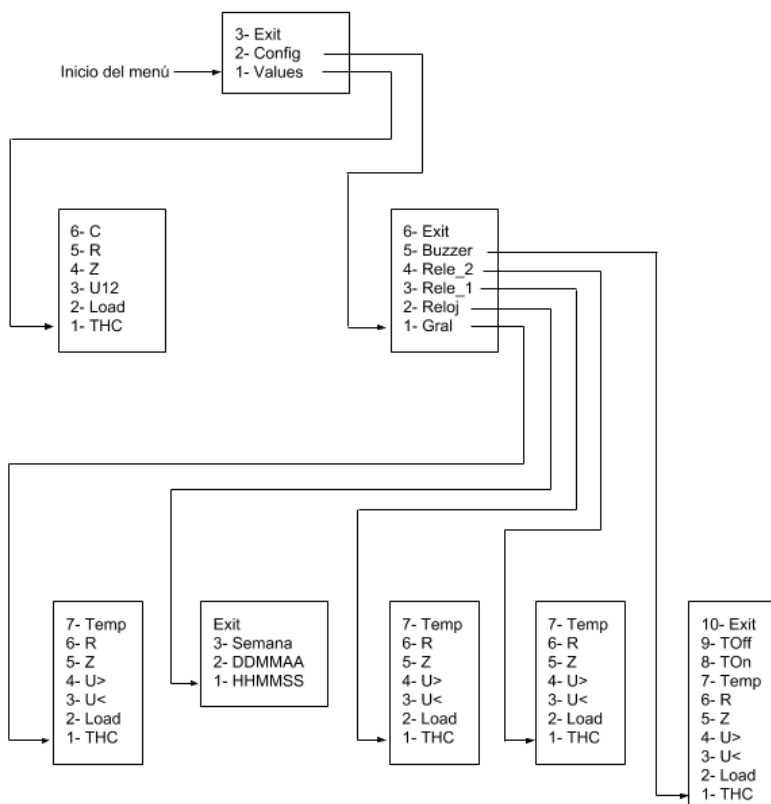 3- Exit
2- Config
Inicio del menú
1- Values
6- C
5- R
4- Z
3- U12
2- Load
1- THC
6- Exit
5- Buzzer
4- Rele_2
3- Rele_1
2- Reloj
1- Gral
7- Temp
6- R
5- Z
4- U>
3- U<
2- Load
1- THC
Exit
3- Semana
2- DDMMAA
1- HHMMSS
7- Temp
6- R
5- Z
4- U>
3- U<
2- Load
1- THC
7- Temp
6- R
5- Z
4- U>
3- U<
2- Load
1- THC
10- Exit
9- TOff
8- TOn
7- Temp
6- R
5- Z
4- U>
3- U<
2- Load
1- THC